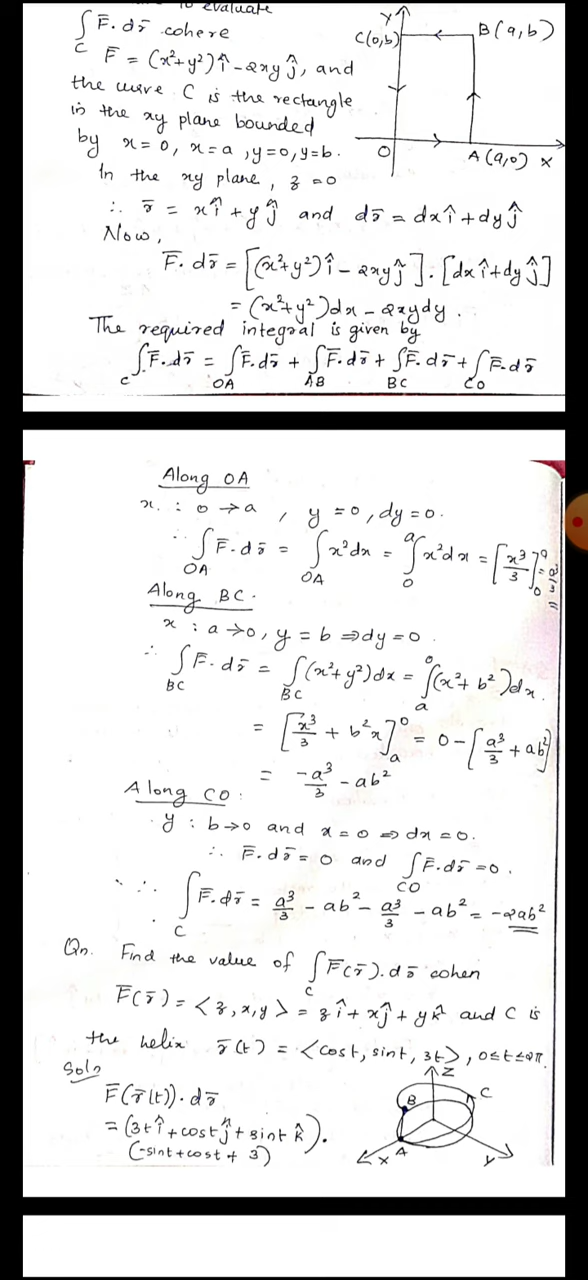 to evaluate
∫_C F̄. dr̄ where
F̄ = (x²+y²)î - 2xy ĵ, and
the curve C is the rectangle
in the xy plane bounded
by x=0, x=a, y=0, y=b.
Y
C(0,b)
B(a,b)
O
A(a,0) X
In the xy plane, z=0
∴ r̄ = xî + yĵ and dr̄ = dxî + dyĵ
Now,
F̄. dr̄ = [(x²+y²)î - 2xyĵ] . [dxî+dyĵ]
= (x²+y²)dx - 2xydy.
The required integral is given by
∫_C F̄.dr̄ = ∫_OA F̄.dr̄ + ∫_AB F̄.dr̄ + ∫_BC F̄.dr̄ + ∫_CO F̄.dr̄
Along OA
x : 0→a, y=0, dy=0.
∴ ∫_OA F̄.dr̄ = ∫_OA x²dx = ∫_0^a x²dx = [x³/3]_0^a = a³/3
Along BC.
x : a→0, y=b ⇒dy=0.
∴ ∫_BC F̄.dr̄ = ∫_BC (x²+y²)dx = ∫_a^0 (x²+b²)dx.
= [x³/3 + b²x]_a^0 = 0-[a³/3 + ab²]
= -a³/3 - ab²
Along CO:
y : b→0 and x=0 ⇒ dx=0.
∴ F̄.dr̄ = 0 and ∫_CO F̄.dr̄ =0.
∴ ∫_C F̄.dr̄ = a³/3 - ab² - a³/3 - ab² = -2ab²
Qn. Find the value of ∫_C F̄(r̄).dr̄ when
F̄(r̄) = <z,x,y> = zî + xĵ + yk̂ and C is
the helix r̄(t) = <cost, sint, 3t>, 0≤t≤2π.
Soln
F̄(r̄(t)).dr̄
= (3tî + costĵ + sint k̂).
(-sint + cost + 3)
Z
C
B
A
X
Y